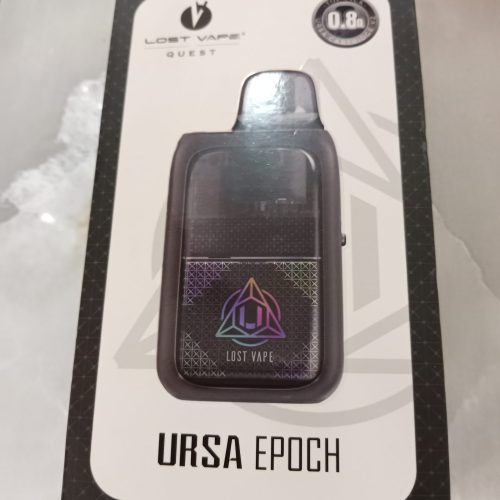 LOST VAPE
QUEST
0.8Ω
LOST VAPE
URSA EPOCH